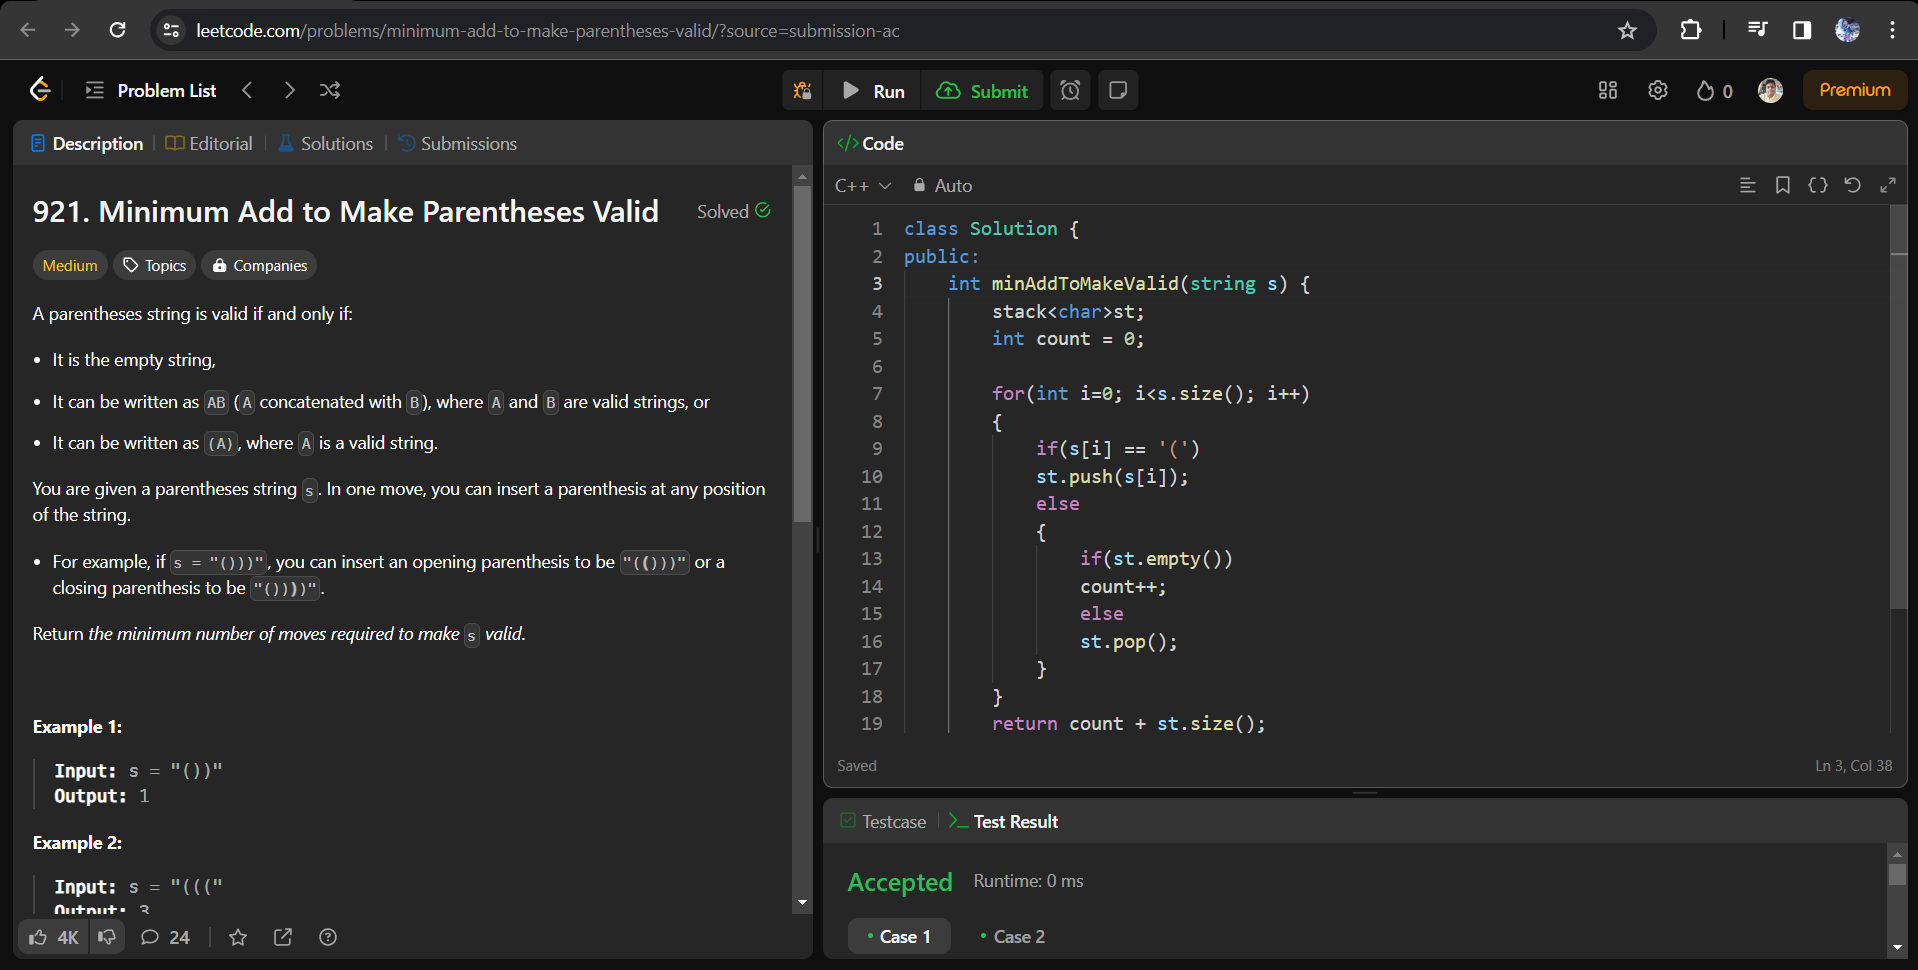 leetcode.com/problems/minimum-add-to-make-parentheses-valid/?source=submission-ac
Problem List
Run
Submit
0
Premium
Description
Editorial
Solutions
Submissions
921. Minimum Add to Make Parentheses Valid
Solved
Medium
Topics
Companies
A parentheses string is valid if and only if:
• It is the empty string,
• It can be written as AB (A concatenated with B), where A and B are valid strings, or
• It can be written as (A), where A is a valid string.
You are given a parentheses string s. In one move, you can insert a parenthesis at any position
of the string.
• For example, if s = "()))", you can insert an opening parenthesis to be "(()))" or a
closing parenthesis to be "())))".
Return the minimum number of moves required to make s valid.
Example 1:
Input: s = "())"
Output: 1
Example 2:
Input: s = "((("
Output: 3
4K
24
</> Code
C++
Auto
1 class Solution {
2 public:
3     int minAddToMakeValid(string s) {
4         stack<char>st;
5         int count = 0;
6
7         for(int i=0; i<s.size(); i++)
8         {
9             if(s[i] == '(')
10             st.push(s[i]);
11             else
12             {
13                 if(st.empty())
14                 count++;
15                 else
16                 st.pop();
17             }
18         }
19         return count + st.size();
Saved
Ln 3, Col 38
Testcase
Test Result
Accepted
Runtime: 0 ms
• Case 1
• Case 2